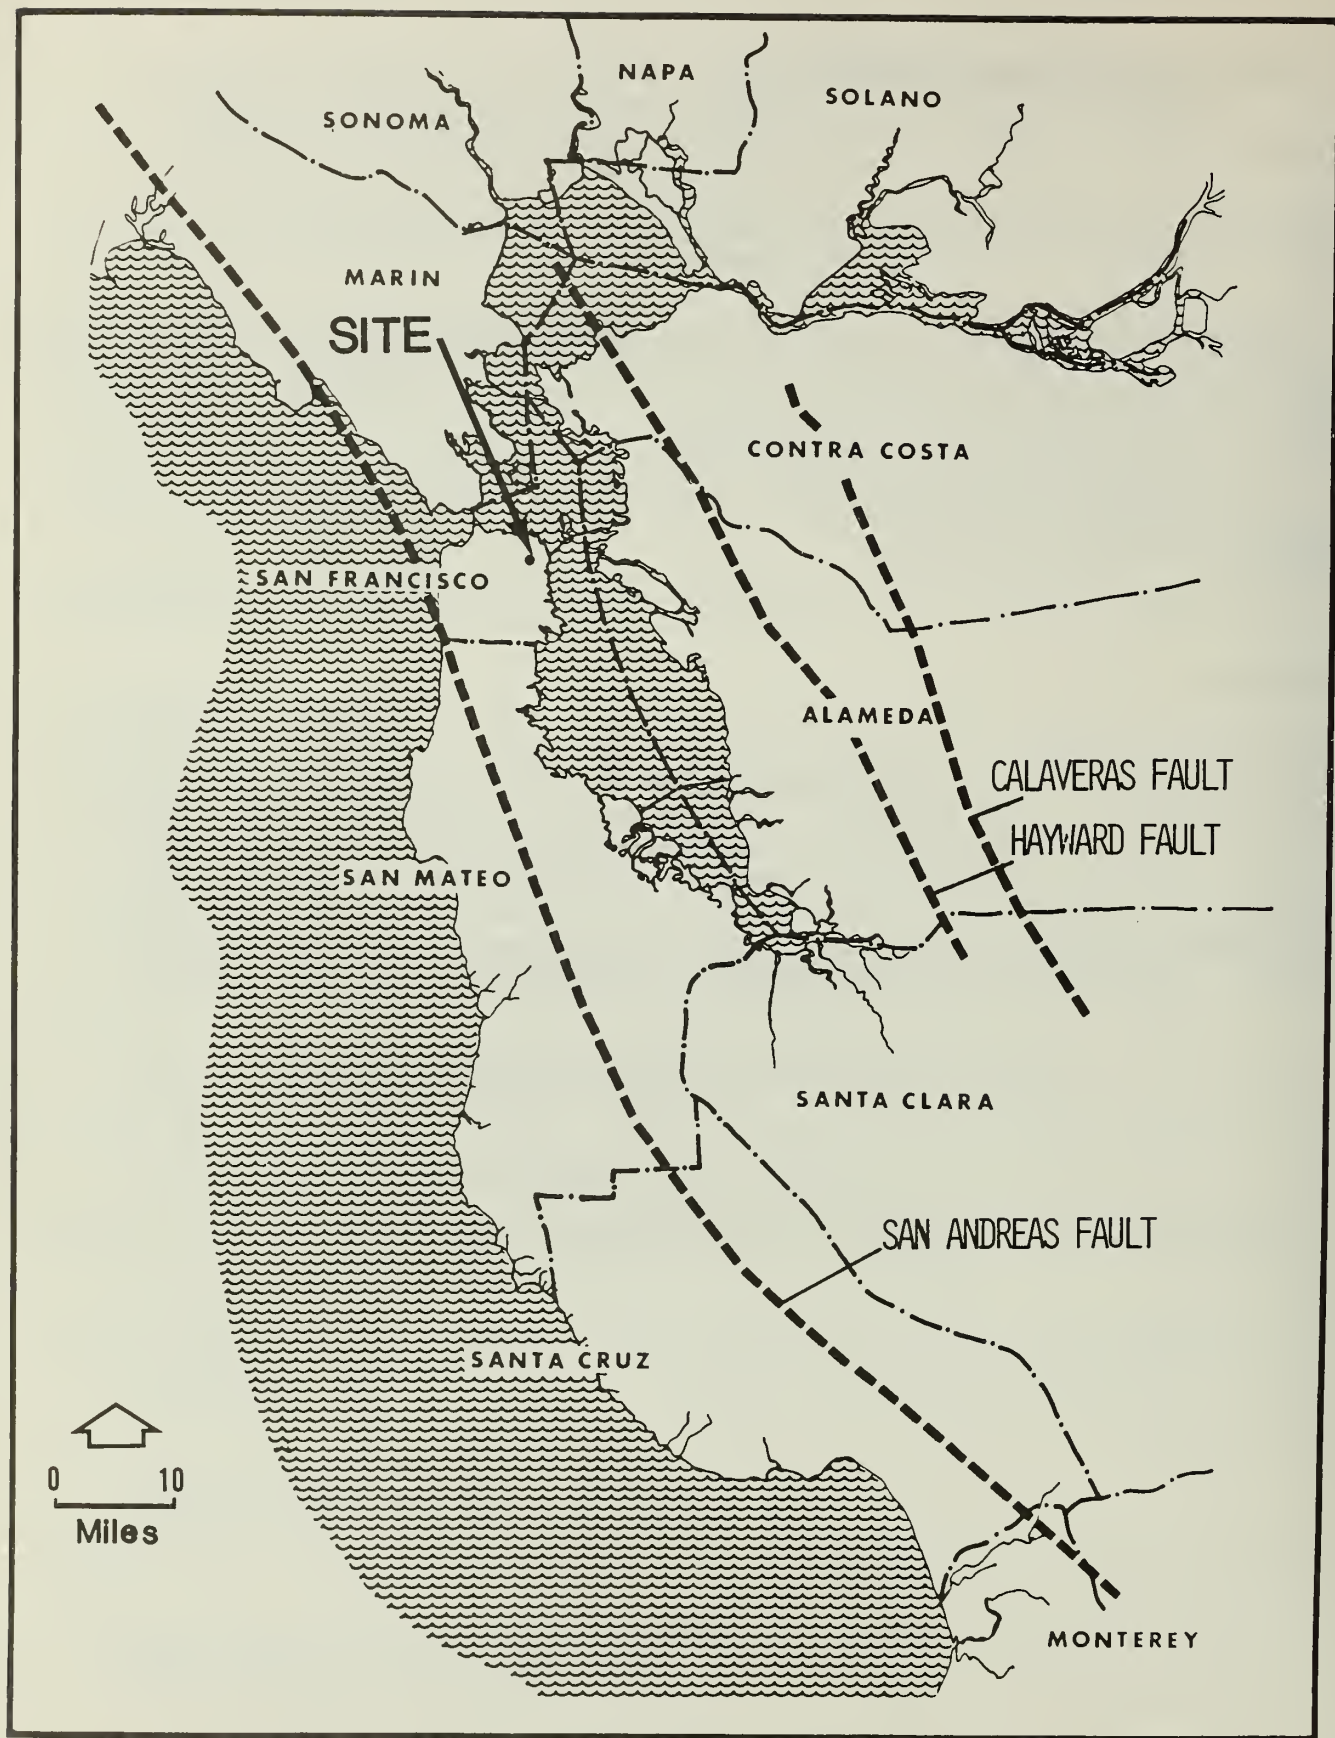 NAPA
SOLANO
SONOMA
MARIN
SITE
CONTRA COSTA
SAN FRANCISCO
ALAMEDA
CALAVERAS FAULT
HAYWARD FAULT
SAN MATEO
SANTA CLARA
SAN ANDREAS FAULT
SANTA CRUZ
0 10
Miles
MONTEREY